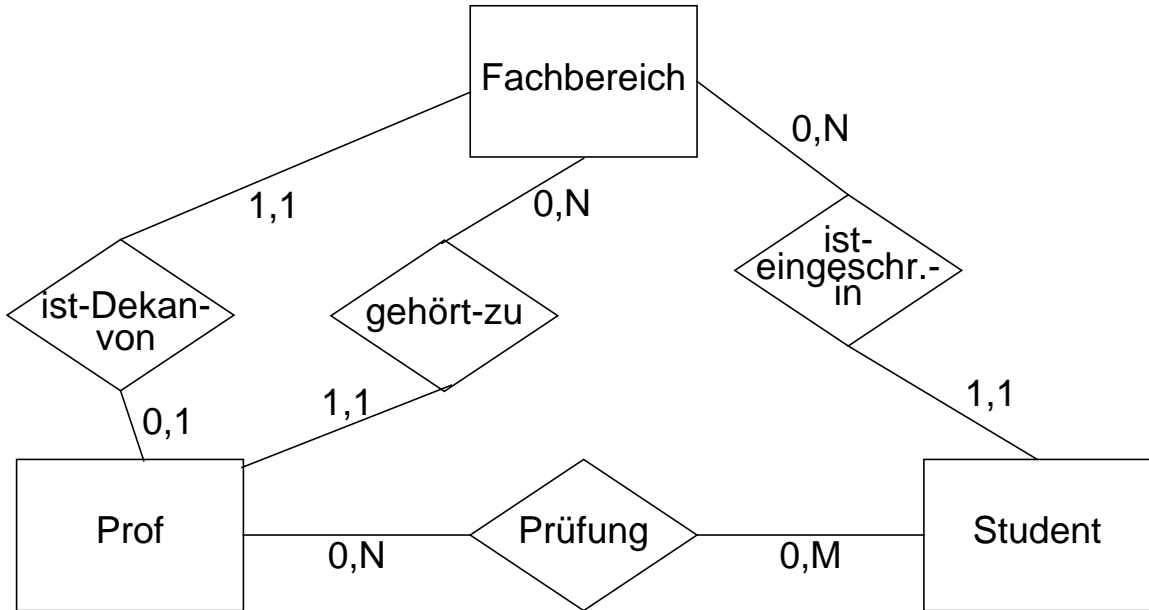 Fachbereich
0,N
1,1
0,N
ist-
eingeschr.-
in
ist-Dekan-
von
gehört-zu
1,1
1,1
0,1
Prof
Prüfung
Student
0,N
0,M